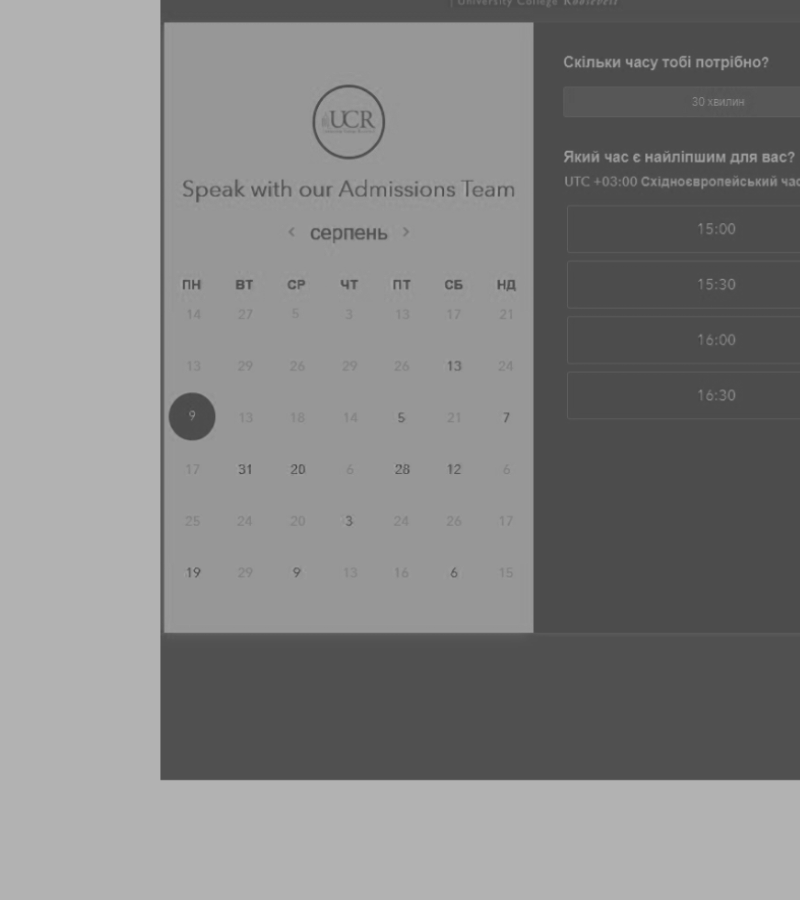 | University College Roosevelt
UCR
Speak with our Admissions Team
‹ серпень ›
ПН ВТ СР ЧТ ПТ СБ НД
14 27 5 3 13 17 21
13 29 26 29 26 13 24
9 13 18 14 5 21 7
17 31 20 6 28 12 6
25 24 20 3 24 26 17
19 29 9 13 16 6 15
Скільки часу тобі потрібно?
30 хвилин
Який час є найліпшим для вас?
UTC +03:00 Східноєвропейський час
15:00
15:30
16:00
16:30